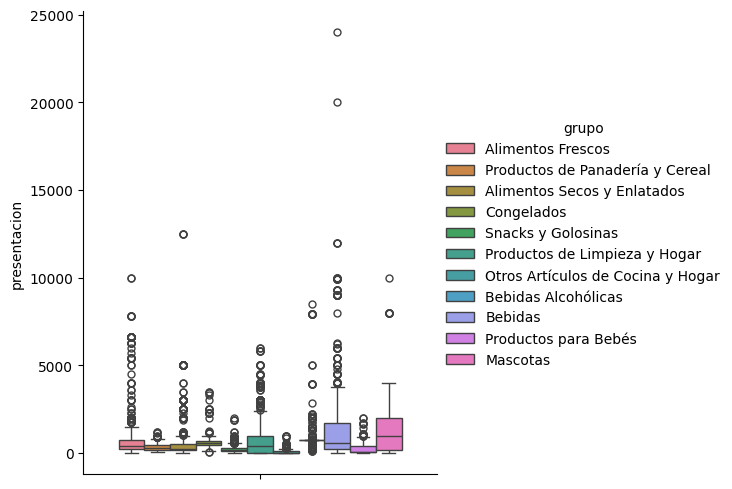 25000
20000
15000
10000
5000
0
presentacion
grupo
Alimentos Frescos
Productos de Panadería y Cereal
Alimentos Secos y Enlatados
Congelados
Snacks y Golosinas
Productos de Limpieza y Hogar
Otros Artículos de Cocina y Hogar
Bebidas Alcohólicas
Bebidas
Productos para Bebés
Mascotas